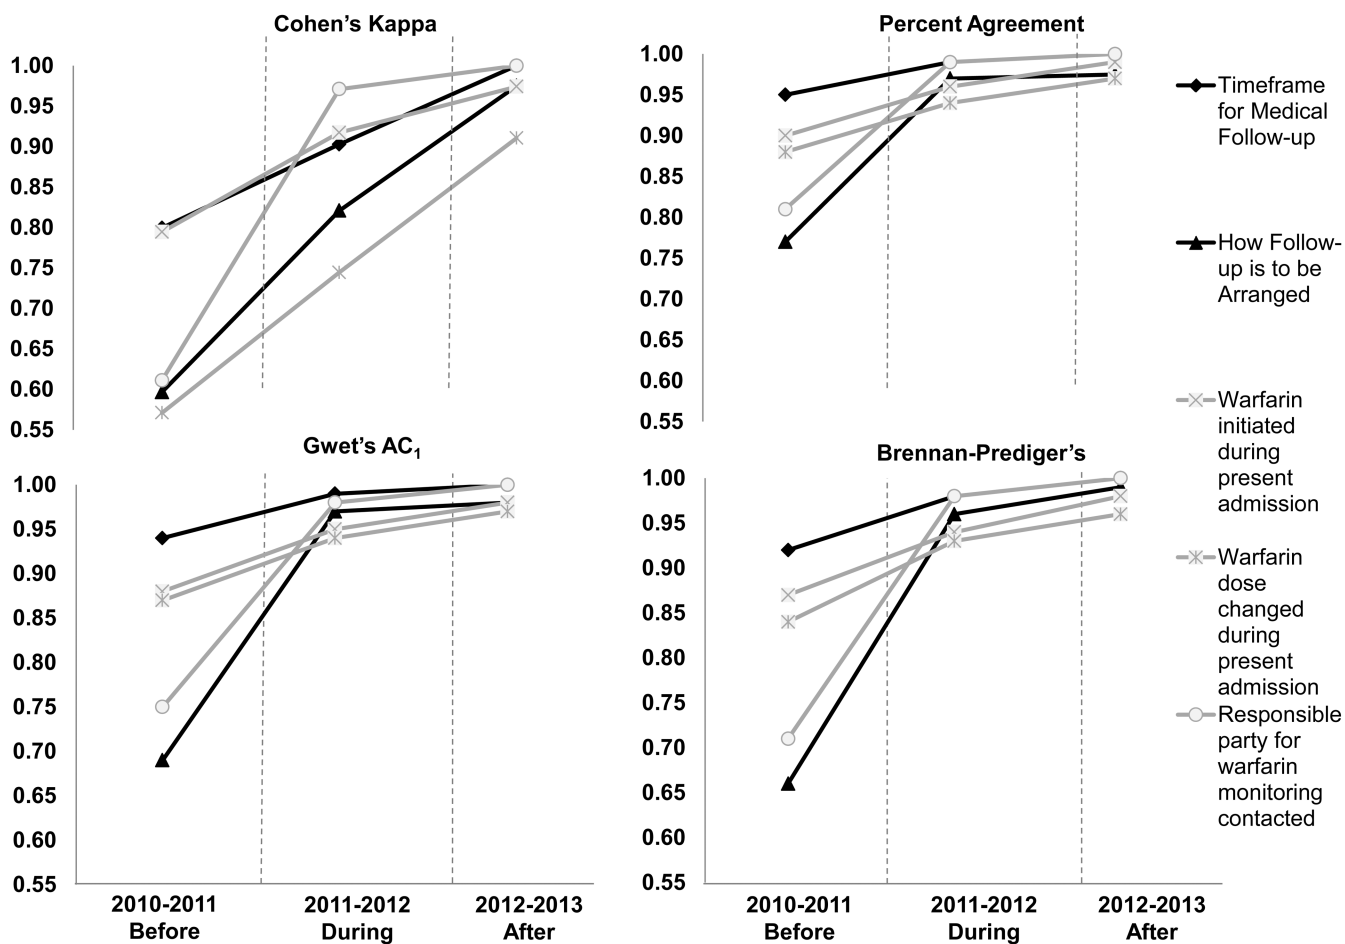 Cohen's Kappa
1.00
0.95
0.90
0.85
0.80
0.75
0.70
0.65
0.60
0.55
Percent Agreement
1.00
0.95
0.90
0.85
0.80
0.75
0.70
0.65
0.60
0.55
Gwet's AC₁
1.00
0.95
0.90
0.85
0.80
0.75
0.70
0.65
0.60
0.55
2010-2011
Before
2011-2012
During
2012-2013
After
Brennan-Prediger's
1.00
0.95
0.90
0.85
0.80
0.75
0.70
0.65
0.60
0.55
2010-2011
Before
2011-2012
During
2012-2013
After
Timeframe
for Medical
Follow-up
How Follow-
up is to be
Arranged
Warfarin
initiated
during
present
admission
Warfarin
dose
changed
during
present
admission
Responsible
party for
warfarin
monitoring
contacted